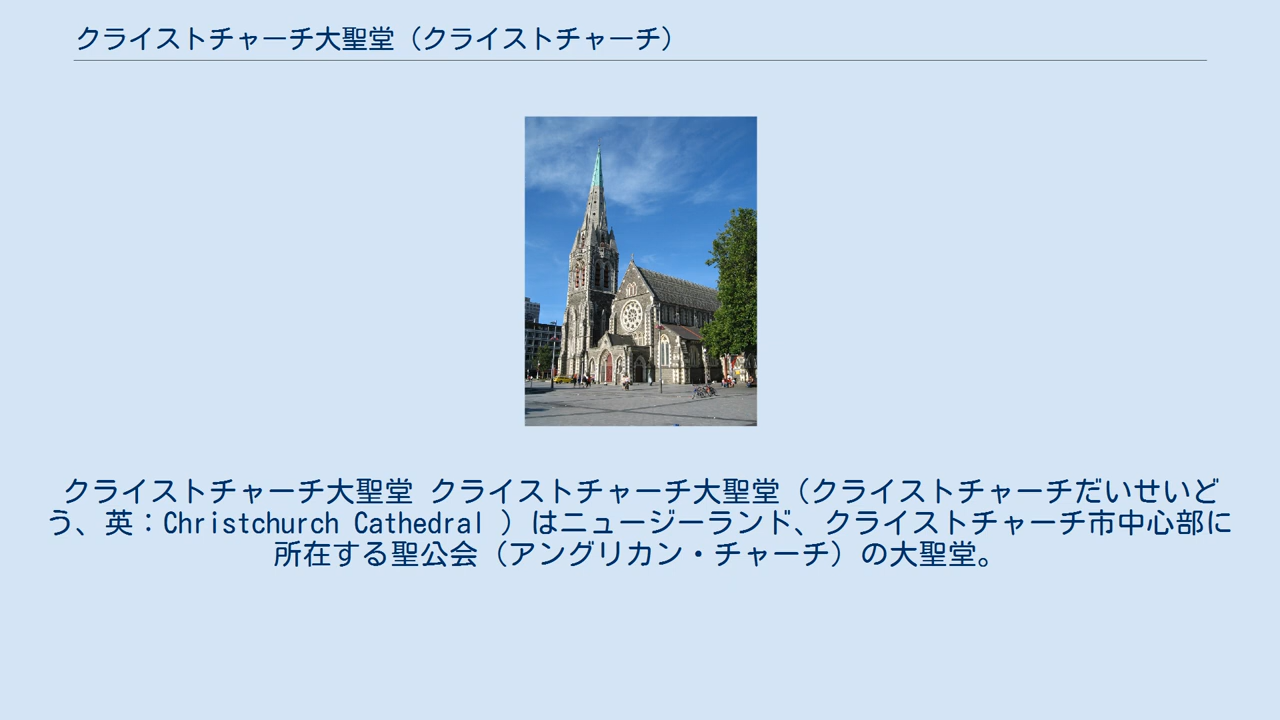 クライストチャーチ大聖堂（クライストチャーチ）
クライストチャーチ大聖堂 クライストチャーチ大聖堂（クライストチャーチだいせいど
う、英：Christchurch Cathedral ）はニュージーランド、クライストチャーチ市中心部に
所在する聖公会（アングリカン・チャーチ）の大聖堂。